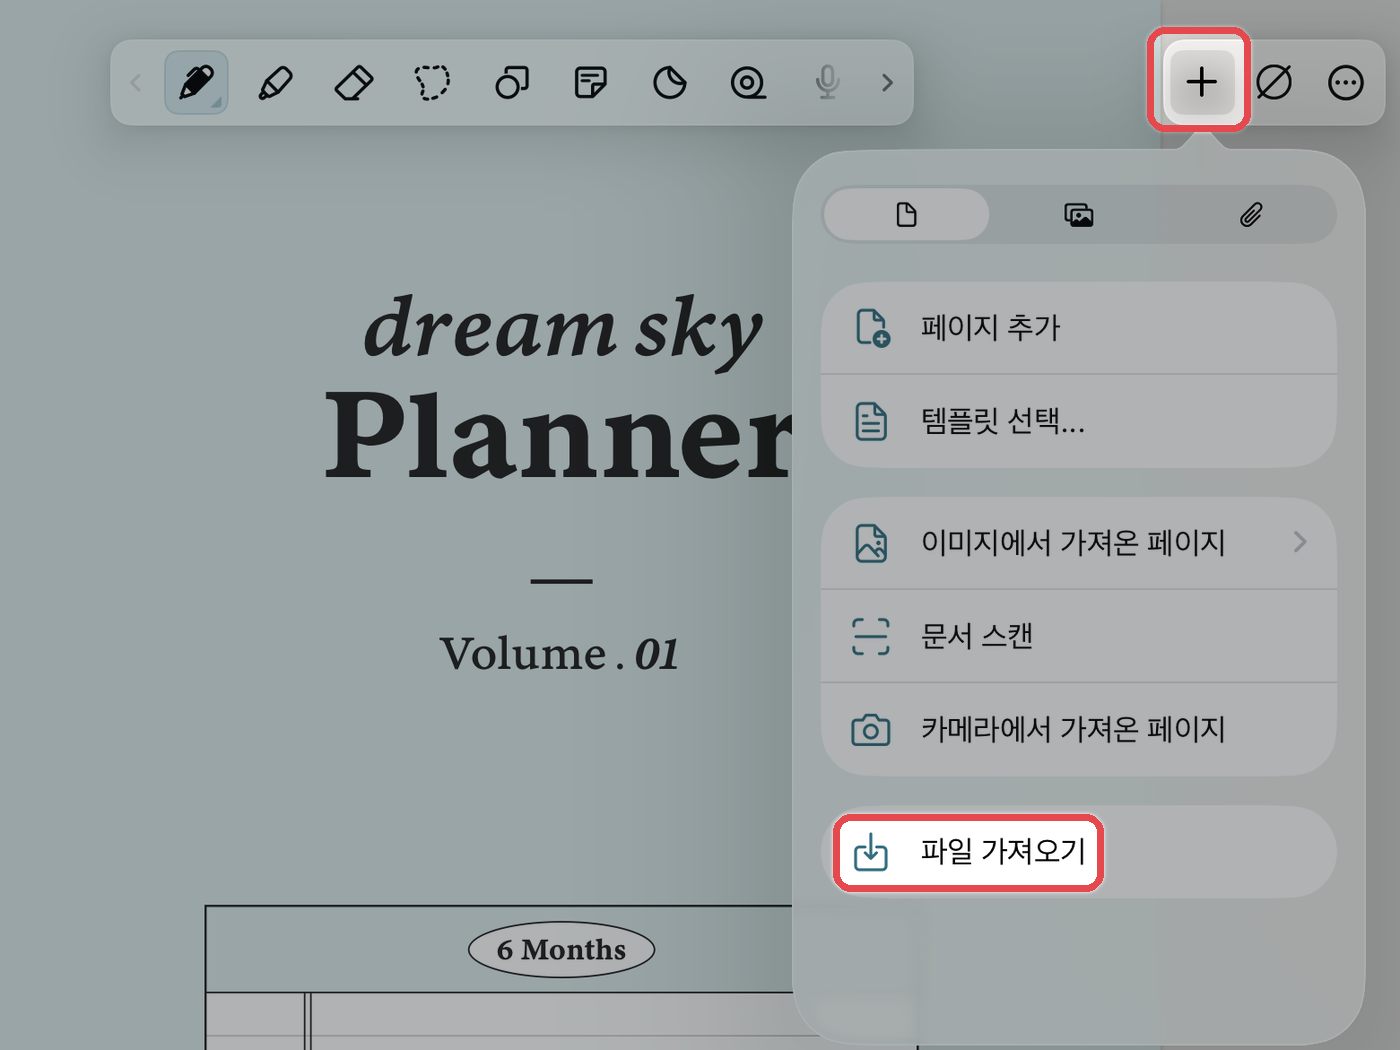 dream sky
Planner
Volume . 01
6 Months
페이지 추가
템플릿 선택...
이미지에서 가져온 페이지
문서 스캔
카메라에서 가져온 페이지
파일 가져오기